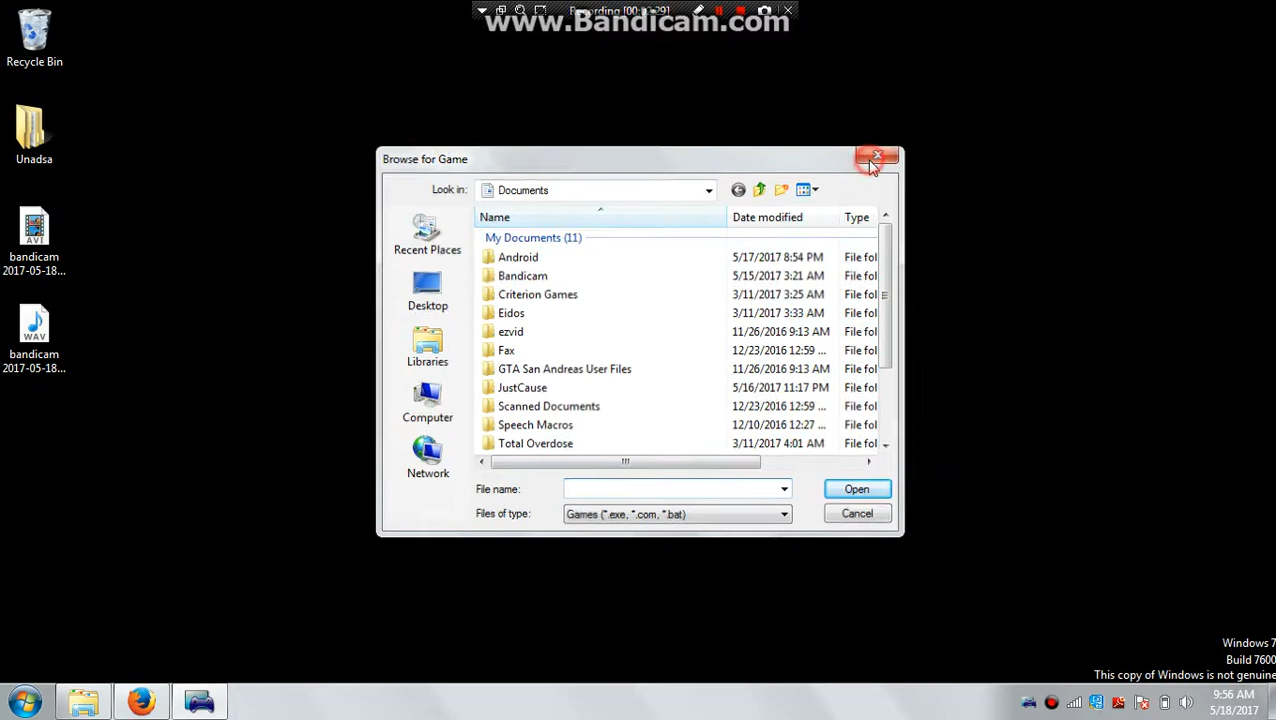 Recording [00:02:29]
www.Bandicam.com
Recycle Bin
Unadsa
bandicam
2017-05-18...
bandicam
2017-05-18...
Browse for Game
Look in:
Documents
Name
Date modified
Type
My Documents (11)
Android
5/17/2017 8:54 PM
File fol
Bandicam
5/15/2017 3:21 AM
File fol
Criterion Games
3/11/2017 3:25 AM
File fol
Eidos
3/11/2017 3:33 AM
File fol
ezvid
11/26/2016 9:13 AM
File fol
Fax
12/23/2016 12:59 ...
File fol
GTA San Andreas User Files
11/26/2016 9:13 AM
File fol
JustCause
5/16/2017 11:17 PM
File fol
Scanned Documents
12/23/2016 12:59 ...
File fol
Speech Macros
12/10/2016 12:27 ...
File fol
Total Overdose
3/11/2017 4:01 AM
File fol
Recent Places
Desktop
Libraries
Computer
Network
File name:
Open
Files of type:
Games (*.exe, *.com, *.bat)
Cancel
Windows 7
Build 7600
This copy of Windows is not genuine
9:56 AM
5/18/2017